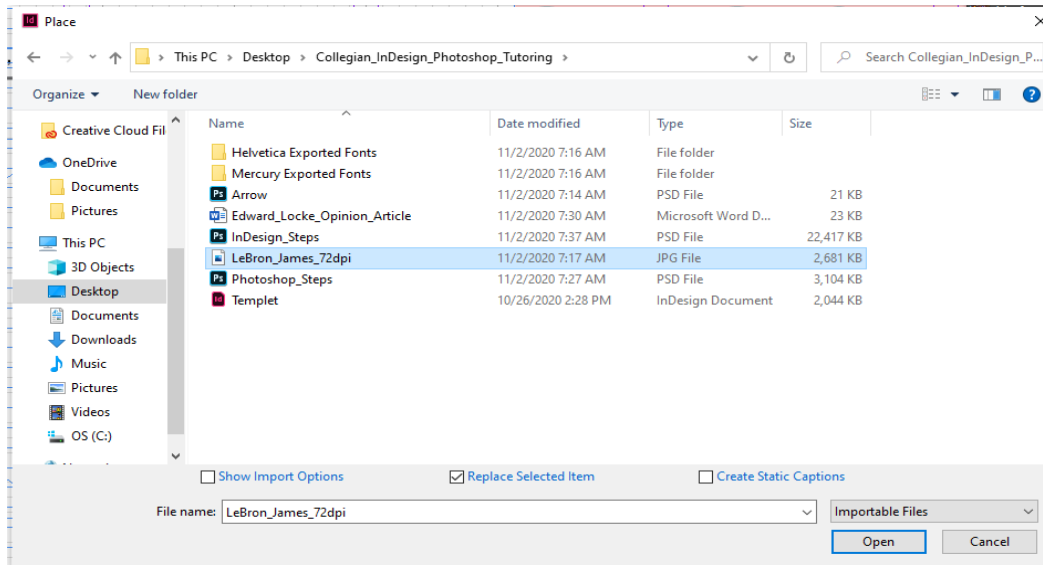 Id Place
This PC > Desktop > Collegian_InDesign_Photoshop_Tutoring >
Search Collegian_InDesign_P...
Organize New folder
Name Date modified Type Size
Creative Cloud Fil
OneDrive
Documents
Pictures
This PC
3D Objects
Desktop
Documents
Downloads
Music
Pictures
Videos
OS (C:)
Helvetica Exported Fonts 11/2/2020 7:16 AM File folder
Mercury Exported Fonts 11/2/2020 7:16 AM File folder
Ps Arrow 11/2/2020 7:14 AM PSD File 21 KB
Edward_Locke_Opinion_Article 11/2/2020 7:30 AM Microsoft Word D... 23 KB
Ps InDesign_Steps 11/2/2020 7:37 AM PSD File 22,417 KB
LeBron_James_72dpi 11/2/2020 7:17 AM JPG File 2,681 KB
Ps Photoshop_Steps 11/2/2020 7:27 AM PSD File 3,104 KB
Id Templet 10/26/2020 2:28 PM InDesign Document 2,044 KB
Show Import Options Replace Selected Item Create Static Captions
File name: LeBron_James_72dpi Importable Files
Open Cancel